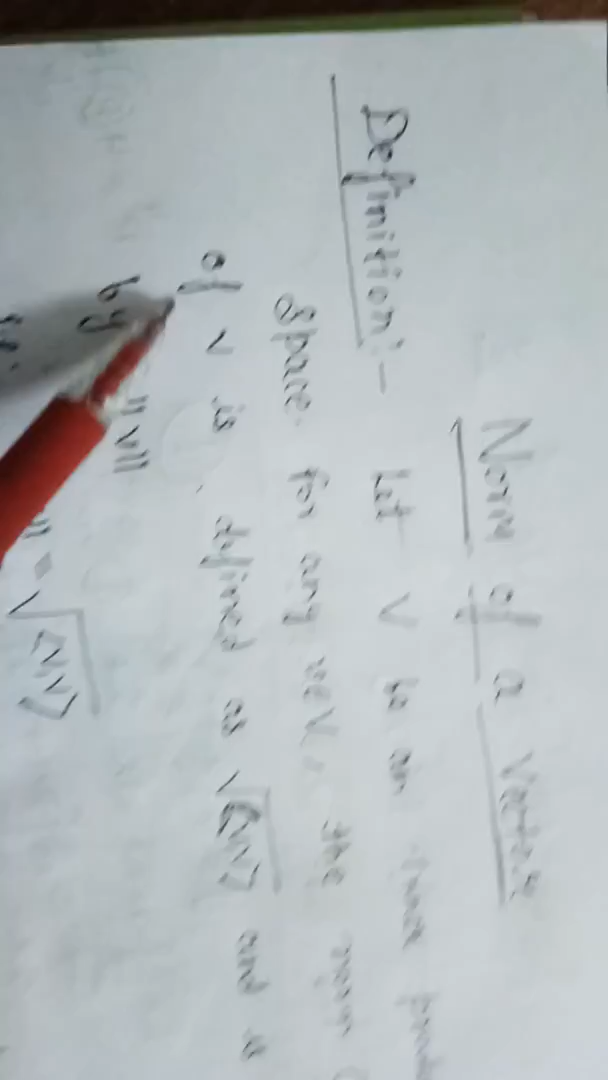 Norm of a Vector
Definition:- Let V be an inner
Space. for any v∈V, the norm
of v is defined as √<v,v> and is
by ||v||
|| = √<v,v>